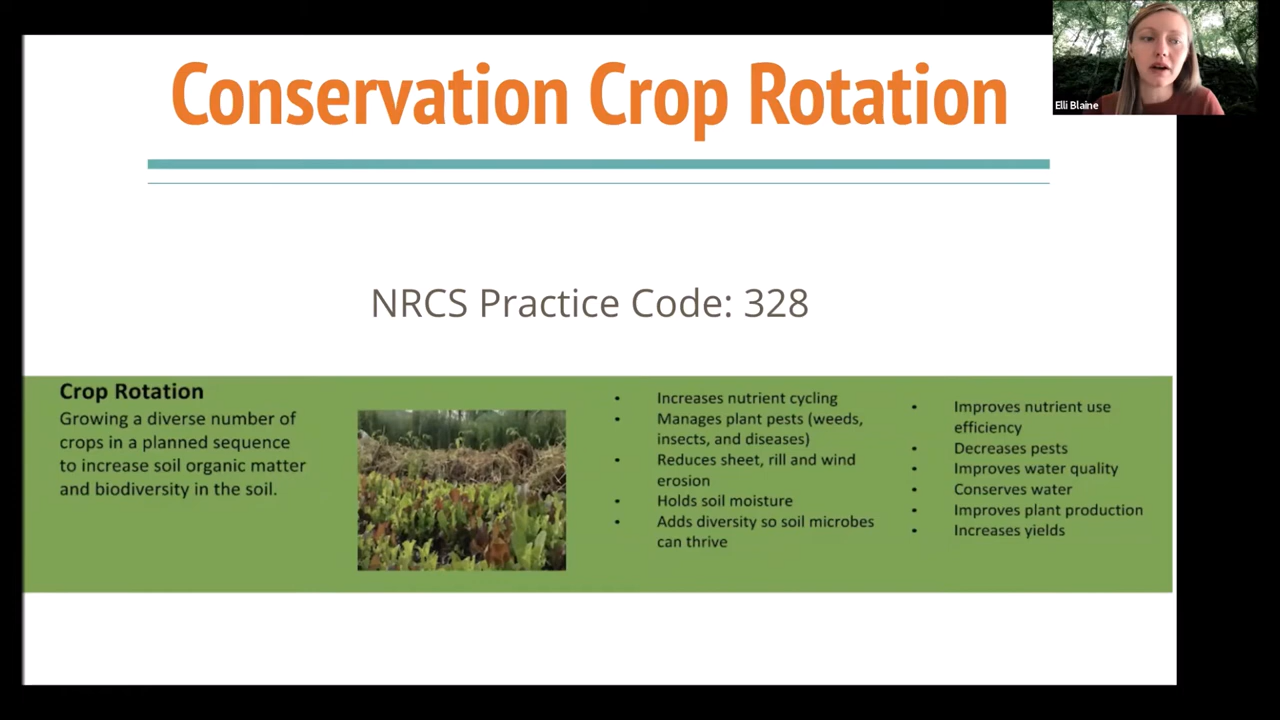 Conservation Crop Rotation
Elli Blaine
NRCS Practice Code: 328
Crop Rotation
Growing a diverse number of
crops in a planned sequence
to increase soil organic matter
and biodiversity in the soil.
• Increases nutrient cycling
• Manages plant pests (weeds,
insects, and diseases)
• Reduces sheet, rill and wind
erosion
• Holds soil moisture
• Adds diversity so soil microbes
can thrive
• Improves nutrient use
efficiency
• Decreases pests
• Improves water quality
• Conserves water
• Improves plant production
• Increases yields